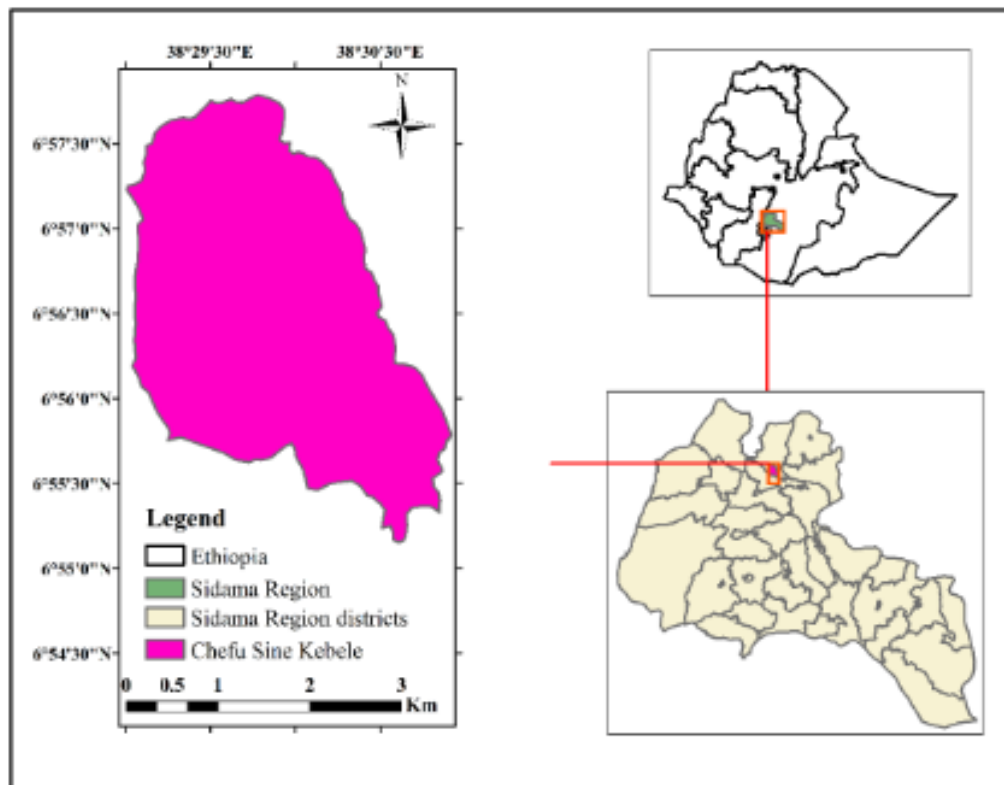 38°29'30"E 38°30'30"E
N
6°57'30"N
6°57'0"N
6°56'30"N
6°56'0"N
6°55'30"N
6°55'0"N
6°54'30"N
Legend
Ethiopia
Sidama Region
Sidama Region districts
Chefu Sine Kebele
0 0.5 1 2 3
Km